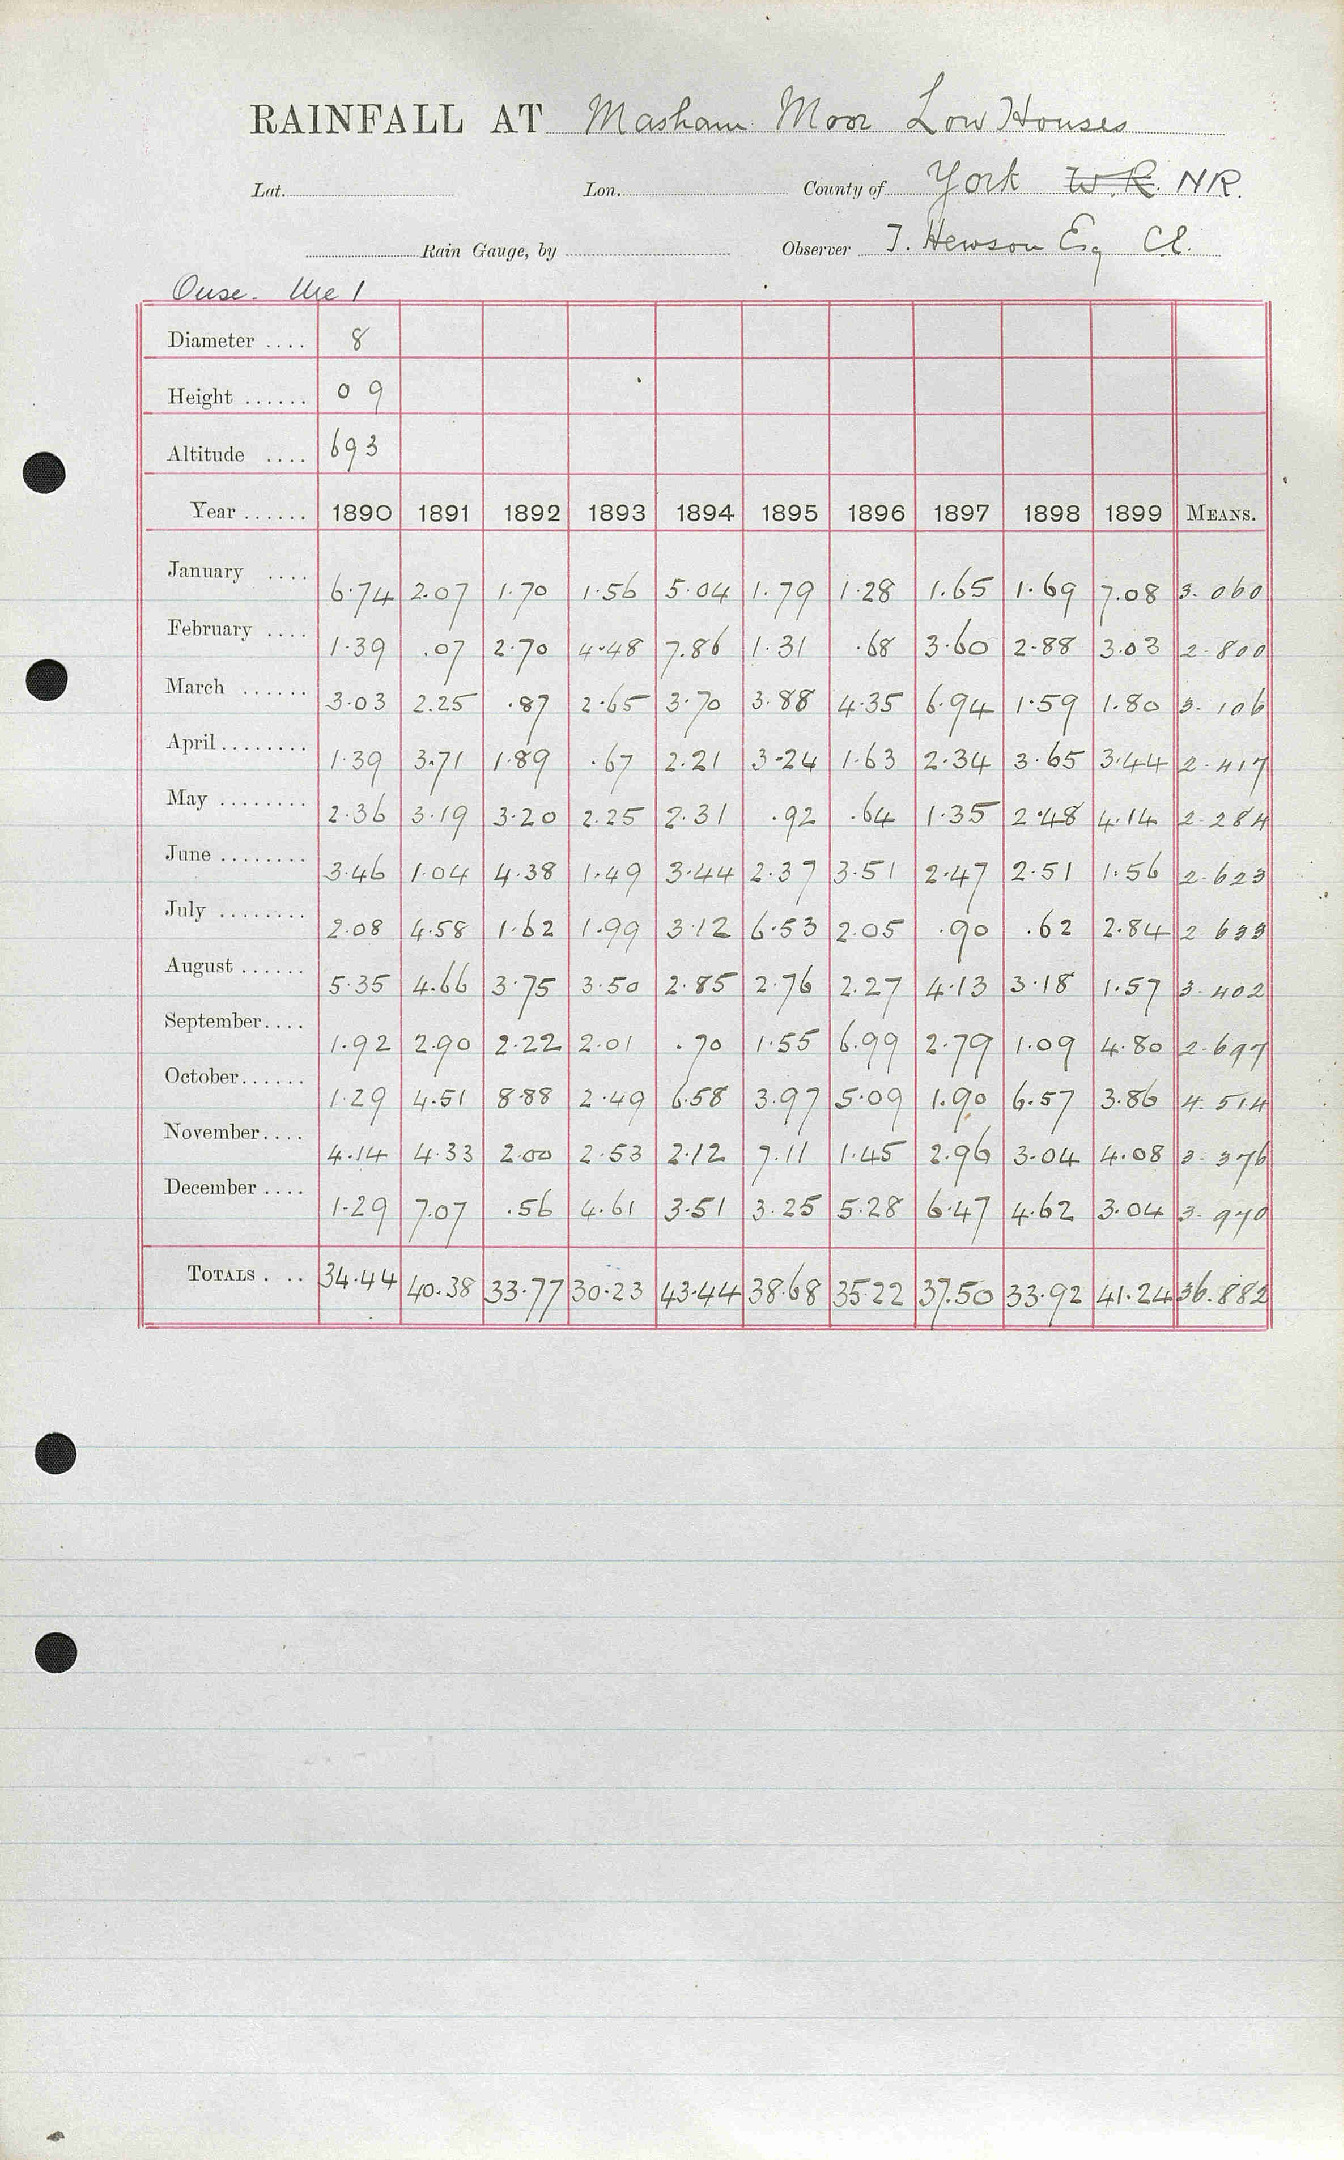 RAINFALL AT Masham Moor Low Houses
Lat. Lon. County of York W.R. NR.
Rain Gauge, by Observer T. Hewson Esq C.E.
Ouse. Ure 1
Diameter .... 8
Height ...... 0 9
Altitude .... 693
Year ...... 1890 1891 1892 1893 1894 1895 1896 1897 1898 1899 MEANS.
January .... 6.74 2.07 1.70 1.56 5.04 1.79 1.28 1.65 1.69 7.08 3.060
February .... 1.39 .07 2.70 4.48 7.86 1.31 .68 3.60 2.88 3.03 2.800
March ...... 3.03 2.25 .87 2.65 3.70 3.88 4.35 6.94 1.59 1.80 3.106
April ........ 1.39 3.71 1.89 .67 2.21 3.24 1.63 2.34 3.65 3.44 2.417
May ........ 2.36 3.19 3.20 2.25 2.31 .92 .64 1.35 2.48 4.14 2.284
June ........ 3.46 1.04 4.38 1.49 3.44 2.37 3.51 2.47 2.51 1.56 2.623
July ........ 2.08 4.58 1.62 1.99 3.12 6.53 2.05 .90 .62 2.84 2.633
August ...... 5.35 4.66 3.75 3.50 2.85 2.76 2.27 4.13 3.18 1.57 3.402
September.... 1.92 2.90 2.22 2.01 .70 1.55 6.99 2.79 1.09 4.80 2.697
October...... 1.29 4.51 8.88 2.49 6.58 3.97 5.09 1.90 6.57 3.86 4.514
November.... 4.14 4.33 2.00 2.53 2.12 7.11 1.45 2.96 3.04 4.08 3.376
December .... 1.29 7.07 .56 4.61 3.51 3.25 5.28 6.47 4.62 3.04 3.970
TOTALS . .. 34.44 40.38 33.77 30.23 43.44 38.68 35.22 37.50 33.92 41.24 36.882